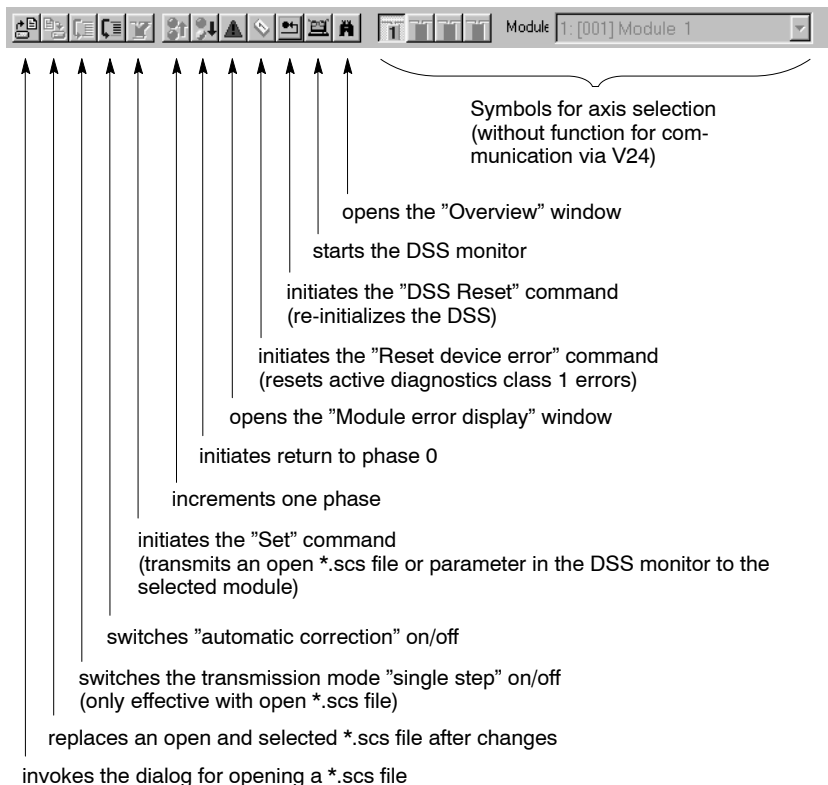 1 Module 1: [001] Module 1
Symbols for axis selection
(without function for com-
munication via V24)
opens the ”Overview” window
starts the DSS monitor
initiates the ”DSS Reset” command
(re-initializes the DSS)
initiates the ”Reset device error” command
(resets active diagnostics class 1 errors)
opens the ”Module error display” window
initiates return to phase 0
increments one phase
initiates the ”Set” command
(transmits an open *.scs file or parameter in the DSS monitor to the
selected module)
switches ”automatic correction” on/off
switches the transmission mode ”single step” on/off
(only effective with open *.scs file)
replaces an open and selected *.scs file after changes
invokes the dialog for opening a *.scs file